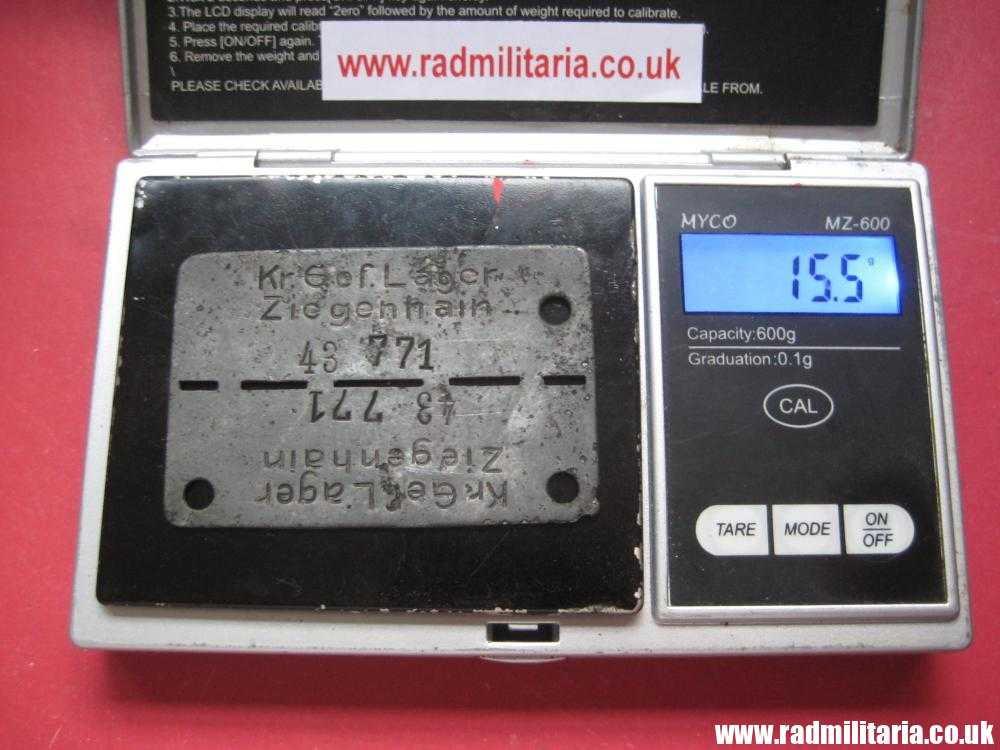 3.The LCD display will read "2ero" followed by the amount of weight required to calibrate.
4. Place the required calib
5. Press [ON/OFF] again.
6. Remove the weight and
\
PLEASE CHECK AVAILAB
LE FROM.
www.radmilitaria.co.uk
MYCO MZ-600
15.5 g
Capacity:600g
Graduation:0.1g
CAL
TARE MODE ON
OFF
Kr.Gef.Lager
Ziegenhain
43 771
43 771
Ziegenhain
Kr.Gef.Lager
www.radmilitaria.co.uk